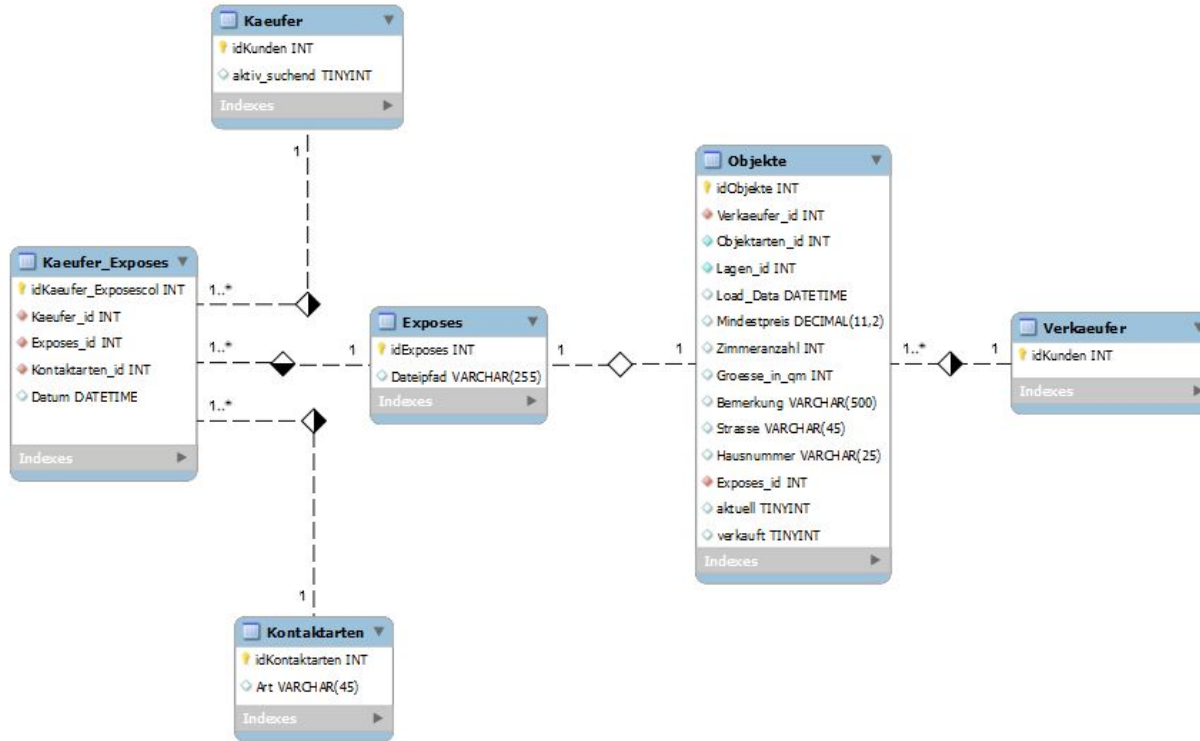 Kaeufer
idKunden INT
aktiv_suchend TINYINT
Indexes
1
Kaeufer_Exposes
idKaeufer_Exposescol INT
Kaeufer_id INT
Exposes_id INT
Kontaktarten_id INT
Datum DATETIME
Indexes
1..*
1..*
1
1..*
Exposes
idExposes INT
Dateipfad VARCHAR(255)
Indexes
1
1
Objekte
idObjekte INT
Verkaeufer_id INT
Objektarten_id INT
Lagen_id INT
Load_Data DATETIME
Mindestpreis DECIMAL(11,2)
Zimmeranzahl INT
Groesse_in_qm INT
Bemerkung VARCHAR(500)
Strasse VARCHAR(45)
Hausnummer VARCHAR(25)
Exposes_id INT
aktuell TINYINT
verkauft TINYINT
Indexes
1..*
1
Verkaeufer
idKunden INT
Indexes
1
Kontaktarten
idKontaktarten INT
Art VARCHAR(45)
Indexes